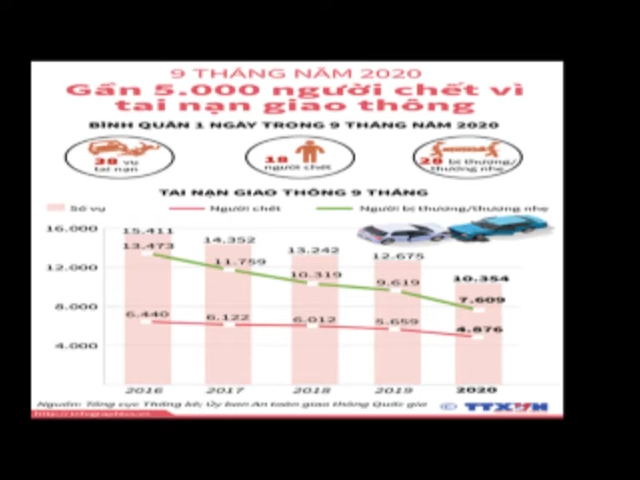 9 THÁNG NĂM 2020
Gần 5.000 người chết vì
tai nạn giao thông
BÌNH QUÂN 1 NGÀY TRONG 9 THÁNG NĂM 2020
38 vụ
tai nạn
18
người chết
28 bị thương/
thương nhẹ
TAI NẠN GIAO THÔNG 9 THÁNG
Số vụ
Người chết
Người bị thương/thương nhẹ
16.000
12.000
8.000
4.000
15.411
14.352
13.242
12.675
10.354
13.473
11.759
10.319
9.619
7.609
6.440
6.122
6.012
5.659
4.876
2016
2017
2018
2019
2020
Nguồn: Tổng cục Thống kê; Ủy ban An toàn giao thông Quốc gia
© TTXVN